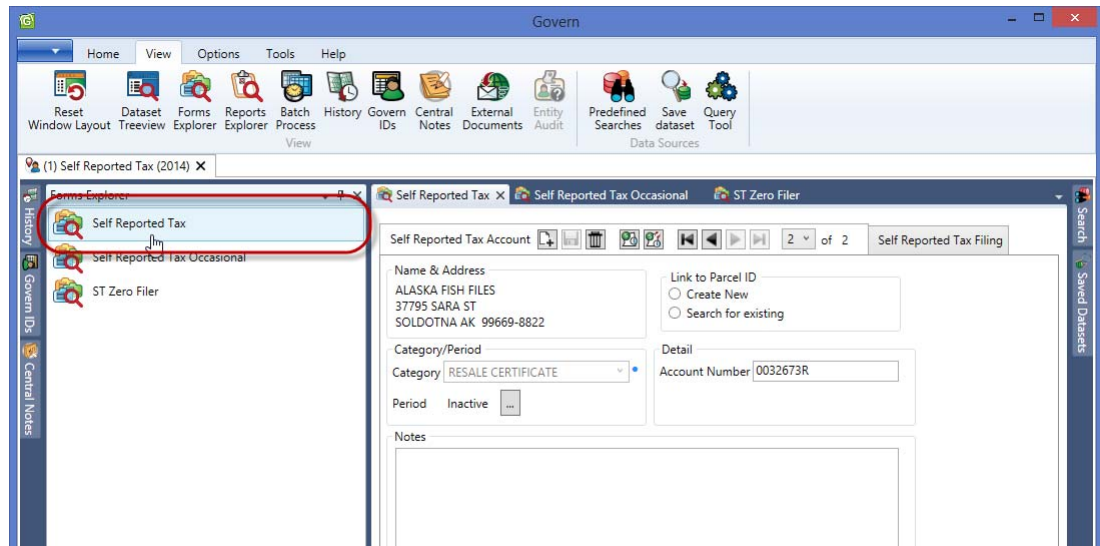 Govern
Home View Options Tools Help
Reset Window Layout
Dataset Treeview
Forms Explorer
Reports Explorer
Batch Process
History
Govern IDs
Central Notes
External Documents
Entity Audit
Predefined Searches
Save dataset
Query Tool
View
Data Sources
(1) Self Reported Tax (2014)
History
Govern IDs
Central Notes
Forms Explorer
Self Reported Tax
Self Reported Tax Occasional
ST Zero Filer
Self Reported Tax
Self Reported Tax Occasional
ST Zero Filer
Self Reported Tax Account
2 of 2
Self Reported Tax Filing
Name & Address
ALASKA FISH FILES
37795 SARA ST
SOLDOTNA AK 99669-8822
Link to Parcel ID
Create New
Search for existing
Category/Period
Category RESALE CERTIFICATE
Period Inactive ...
Detail
Account Number 0032673R
Notes
Search
Saved Datasets